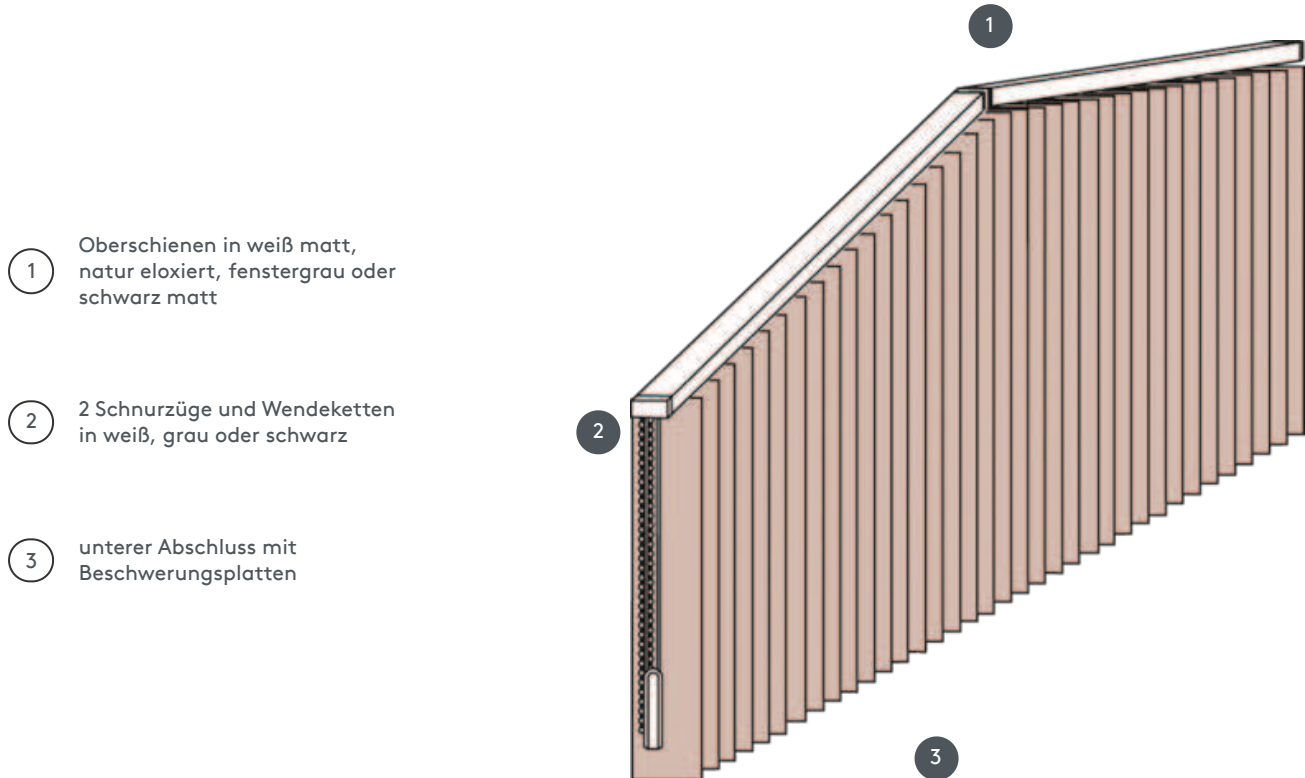 1
1
Oberschienen in weiß matt,
natur eloxiert, fenstergrau oder
schwarz matt
2
2 Schnurzüge und Wendeketten
in weiß, grau oder schwarz
2
3
unterer Abschluss mit
Beschwerungsplatten
3